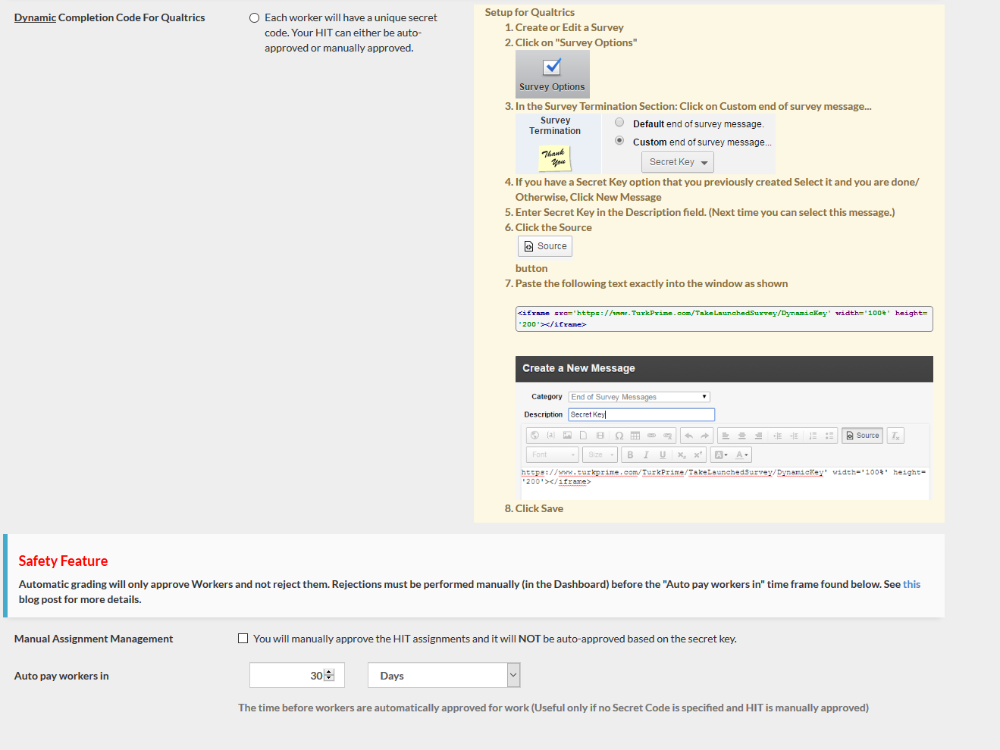 Dynamic Completion Code For Qualtrics
Each worker will have a unique secret
code. Your HIT can either be auto-
approved or manually approved.
Setup for Qualtrics
1. Create or Edit a Survey
2. Click on "Survey Options"
Survey Options
3. In the Survey Termination Section: Click on Custom end of survey message...
Survey
Termination
Thank
You
Default end of survey message.
Custom end of survey message...
Secret Key
4. If you have a Secret Key option that you previously created Select it and you are done/
Otherwise, Click New Message
5. Enter Secret Key in the Description field. (Next time you can select this message.)
6. Click the Source
Source
button
7. Paste the following text exactly into the window as shown
<iframe src='https://www.TurkPrime.com/TakeLaunchedSurvey/DynamicKey' width='100%' height=
'200'></iframe>
Create a New Message
Category End of Survey Messages
Description Secret Key
Source
Font Size B I U
https://www.turkprime.com/TurkPrime/TakeLaunchedSurvey/DynamicKey' width='100%' height=
'200'></iframe>
8. Click Save
Safety Feature
Automatic grading will only approve Workers and not reject them. Rejections must be performed manually (in the Dashboard) before the "Auto pay workers in" time frame found below. See this
blog post for more details.
Manual Assignment Management
You will manually approve the HIT assignments and it will NOT be auto-approved based on the secret key.
Auto pay workers in
30
Days
The time before workers are automatically approved for work (Useful only if no Secret Code is specified and HIT is manually approved)